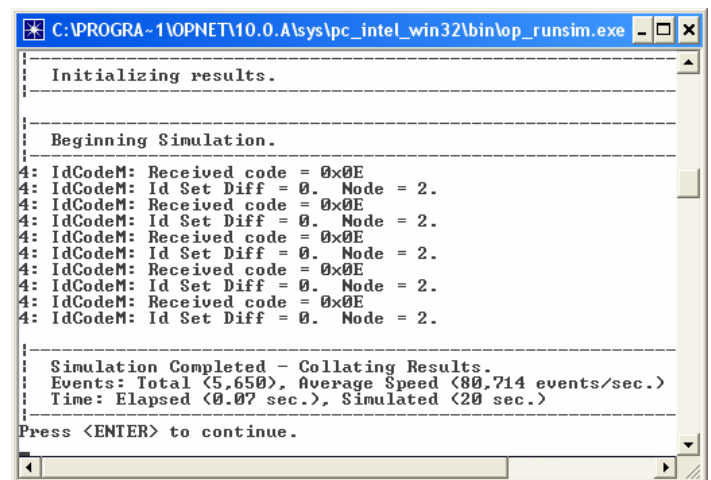 C:\PROGRA~1\OPNET\10.0.A\sys\pc_intel_win32\bin\op_runsim.exe
Initializing results.
Beginning Simulation.
4: IdCodeM: Received code = 0x0E
4: IdCodeM: Id Set Diff = 0.  Node = 2.
4: IdCodeM: Received code = 0x0E
4: IdCodeM: Id Set Diff = 0.  Node = 2.
4: IdCodeM: Received code = 0x0E
4: IdCodeM: Id Set Diff = 0.  Node = 2.
4: IdCodeM: Received code = 0x0E
4: IdCodeM: Id Set Diff = 0.  Node = 2.
4: IdCodeM: Received code = 0x0E
4: IdCodeM: Id Set Diff = 0.  Node = 2.
Simulation Completed - Collating Results.
Events: Total (5,650), Average Speed (80,714 events/sec.)
Time: Elapsed (0.07 sec.), Simulated (20 sec.)
Press <ENTER> to continue.